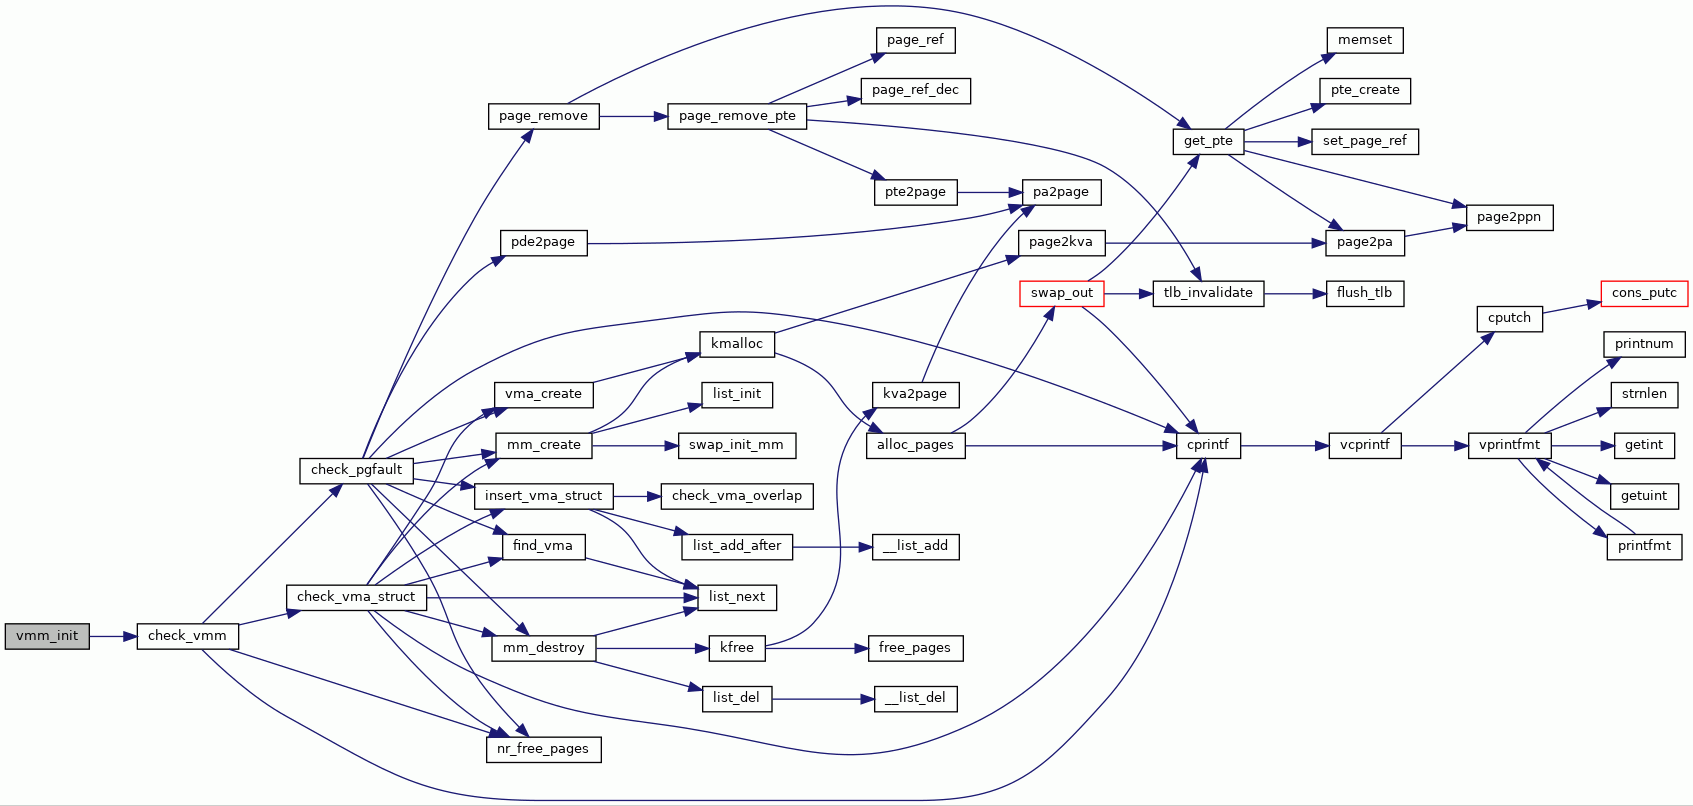 vmm_init
check_vmm
check_pgfault
check_vma_struct
page_remove
pde2page
vma_create
mm_create
insert_vma_struct
find_vma
mm_destroy
nr_free_pages
page_remove_pte
kmalloc
list_init
swap_init_mm
check_vma_overlap
list_add_after
list_next
kfree
list_del
page_ref
page_ref_dec
pte2page
kva2page
alloc_pages
__list_add
free_pages
__list_del
pa2page
page2kva
swap_out
get_pte
tlb_invalidate
cprintf
memset
pte_create
set_page_ref
page2pa
flush_tlb
vcprintf
page2ppn
cputch
vprintfmt
cons_putc
printnum
strnlen
getint
getuint
printfmt